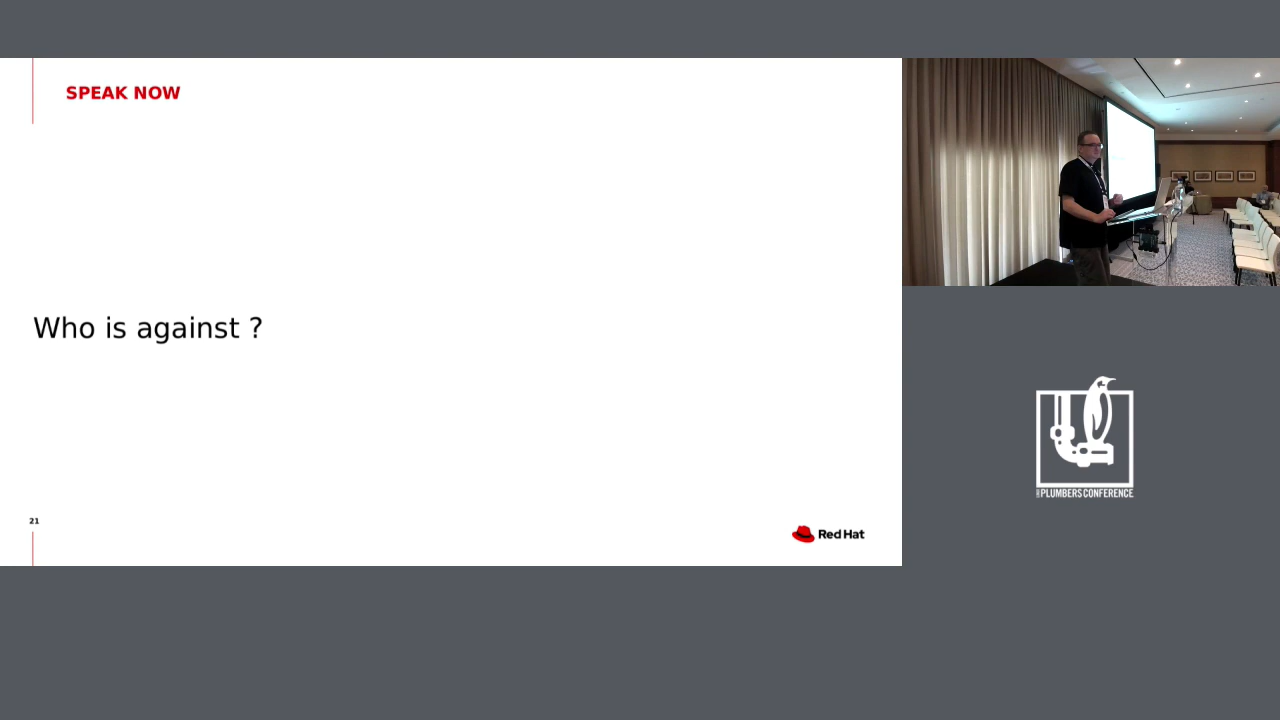 SPEAK NOW
Who is against ?
21
Red Hat
PLUMBERS CONFERENCE